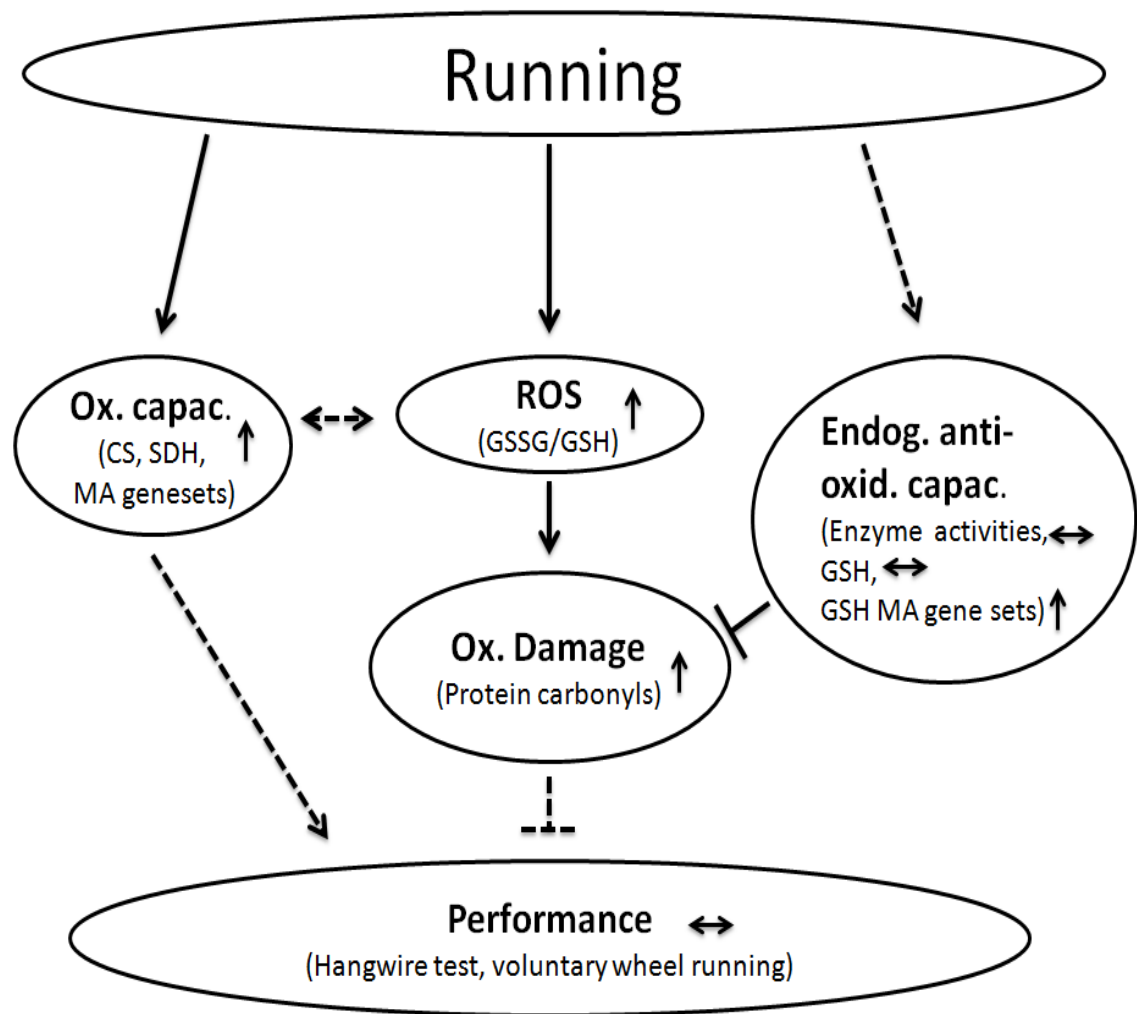 Running
Ox. capac.
(CS, SDH,
MA genesets)
ROS
(GSSG/GSH)
Endog. anti-
oxid. capac.
(Enzyme activities,
GSH,
GSH MA gene sets)
Ox. Damage
(Protein carbonyls)
Performance
(Hangwire test, voluntary wheel running)